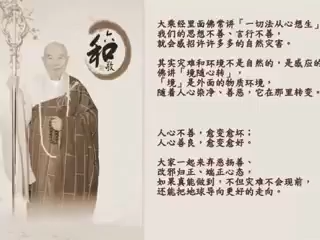 六
和
敬
大乘经里面佛常讲「一切法从心想生」
我们的思想不善、言行不善，
就会感招许许多多的自然灾害。
其实灾难和环境不是自然的，是感应的
佛讲「境随心转」，
「境」是外面的物质环境，
随着人心染净、善恶，它在那里转变。
人心不善，愈变愈坏；
人心善良，愈变愈好。
大家一起来弃恶扬善、
改邪归正、端正心态，
如果真能做到，不但灾难不会现前，
还能把地球导向更好的走向。